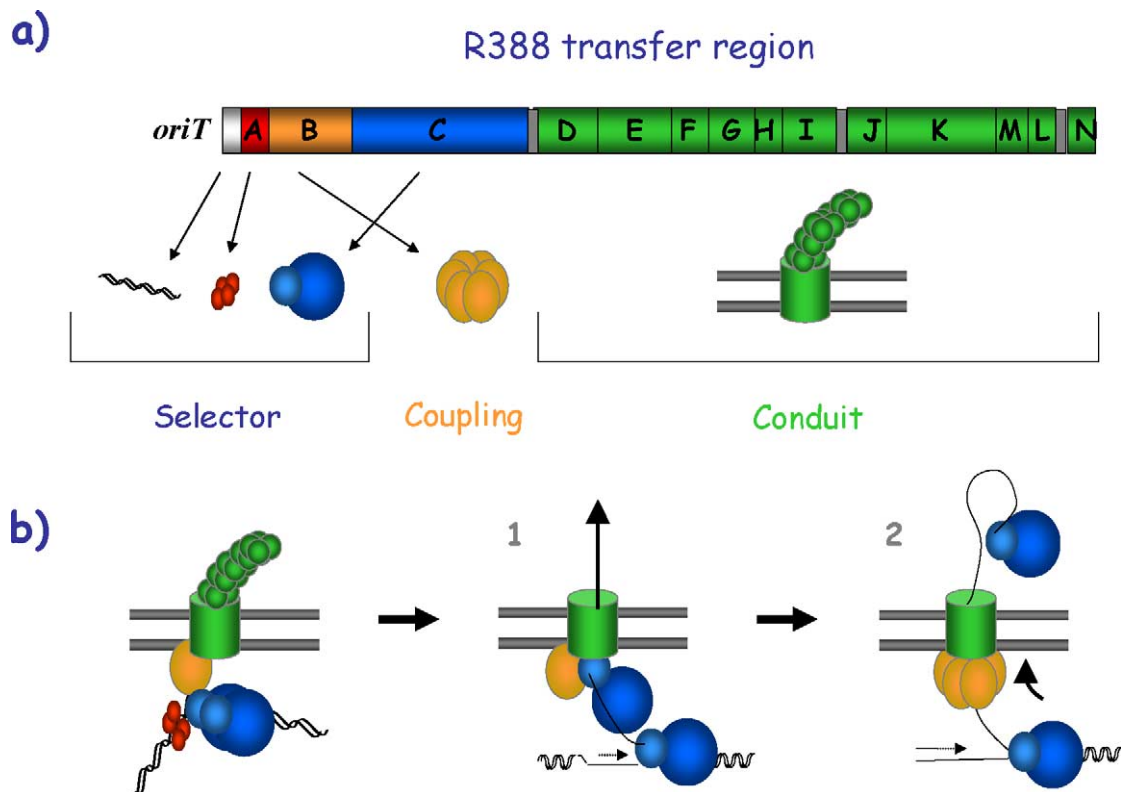 a)
R388 transfer region
oriT A B C D E F G H I J K M L N
Selector Coupling Conduit
b) 1 2